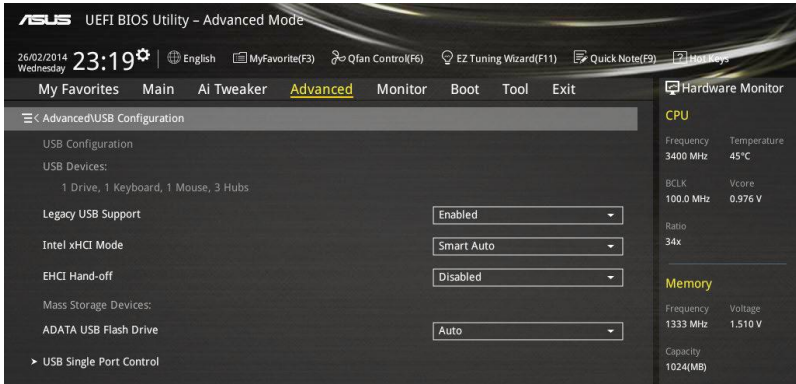 ASUS UEFI BIOS Utility – Advanced Mode
26/02/2014
Wednesday
23:19
English
MyFavorite(F3)
Qfan Control(F6)
EZ Tuning Wizard(F11)
Quick Note(F9)
? Hot Keys
My Favorites Main Ai Tweaker Advanced Monitor Boot Tool Exit
Hardware Monitor
< Advanced\USB Configuration
USB Configuration
USB Devices:
1 Drive, 1 Keyboard, 1 Mouse, 3 Hubs
Legacy USB Support Enabled
Intel xHCI Mode Smart Auto
EHCI Hand-off Disabled
Mass Storage Devices:
ADATA USB Flash Drive Auto
> USB Single Port Control
CPU
Frequency Temperature
3400 MHz 45°C
BCLK Vcore
100.0 MHz 0.976 V
Ratio
34x
Memory
Frequency Voltage
1333 MHz 1.510 V
Capacity
1024(MB)